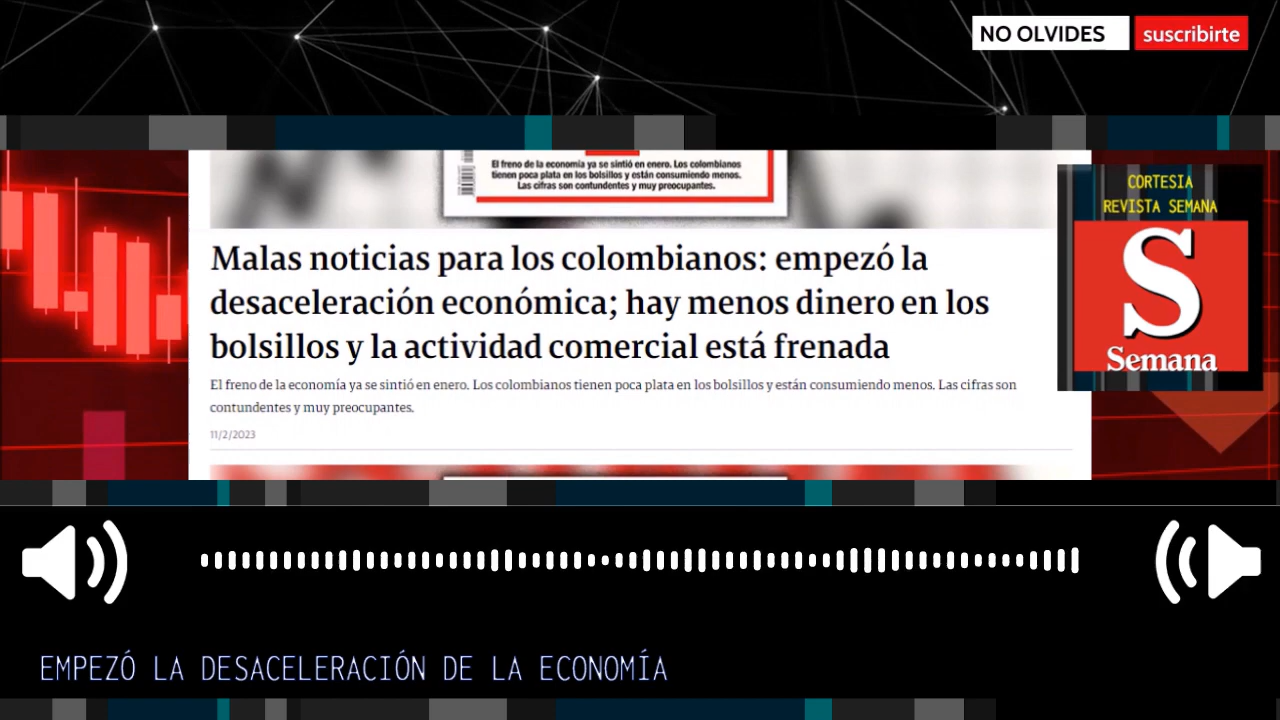 NO OLVIDES suscribirte
El freno de la economía ya se sintió en enero. Los colombianos
tienen poca plata en los bolsillos y están consumiendo menos.
Las cifras son contundentes y muy preocupantes.
CORTESIA
REVISTA SEMANA
S
Semana
Malas noticias para los colombianos: empezó la
desaceleración económica; hay menos dinero en los
bolsillos y la actividad comercial está frenada
El freno de la economía ya se sintió en enero. Los colombianos tienen poca plata en los bolsillos y están consumiendo menos. Las cifras son
contundentes y muy preocupantes.
11/2/2023
EMPEZÓ LA DESACELERACIÓN DE LA ECONOMÍA